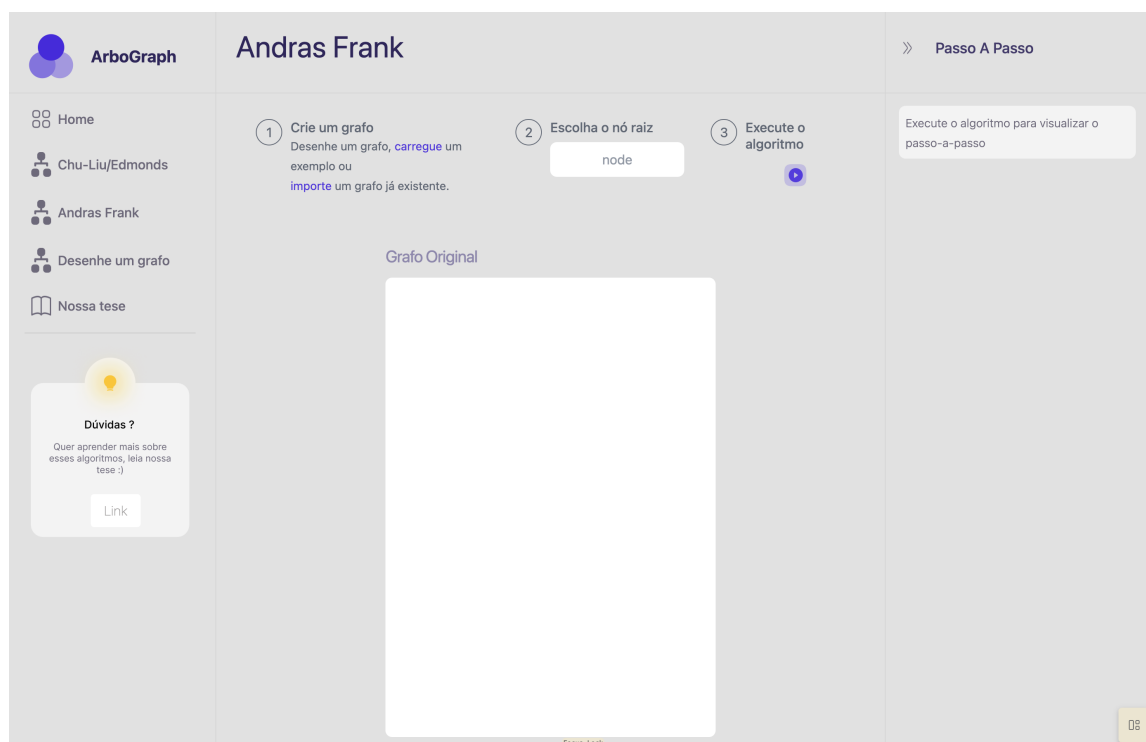 ArboGraph
Home
Chu-Liu/Edmonds
Andras Frank
Desenhe um grafo
Nossa tese
Dúvidas ?
Quer aprender mais sobre
esses algoritmos, leia nossa
tese :)
Link
Andras Frank
1
Crie um grafo
Desenhe um grafo, carregue um
exemplo ou
importe um grafo já existente.
2
Escolha o nó raiz
node
3
Execute o
algoritmo
Grafo Original
Passo A Passo
Execute o algoritmo para visualizar o
passo-a-passo